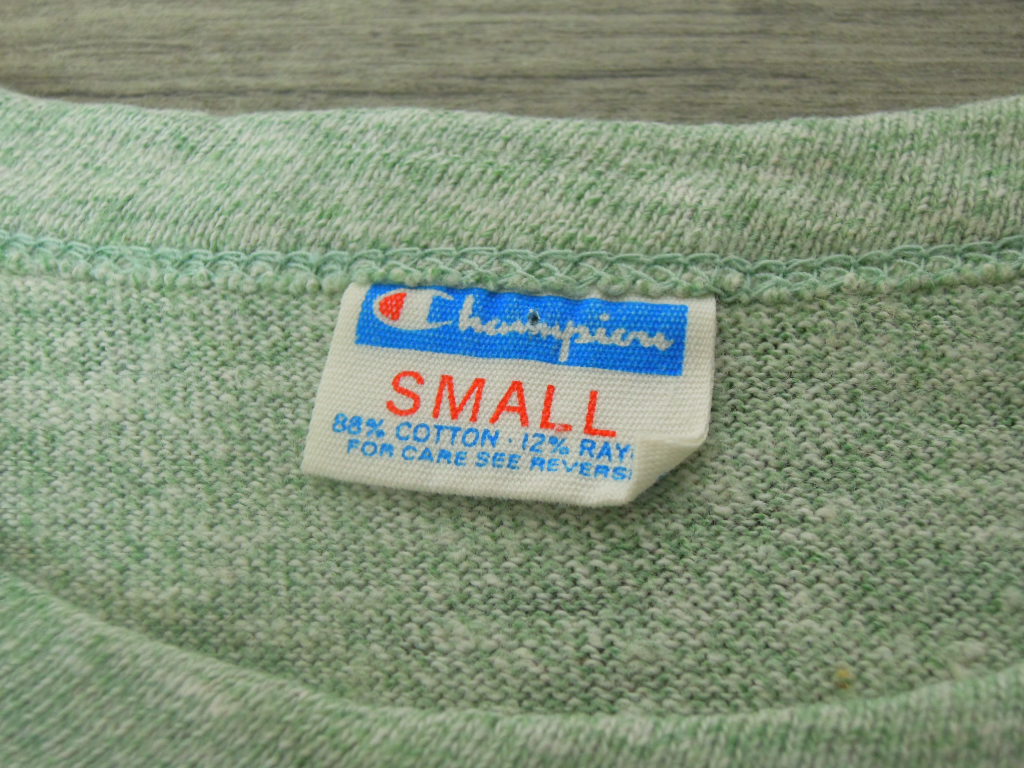 Champion
SMALL
88% COTTON · 12% RAY
FOR CARE SEE REVERS